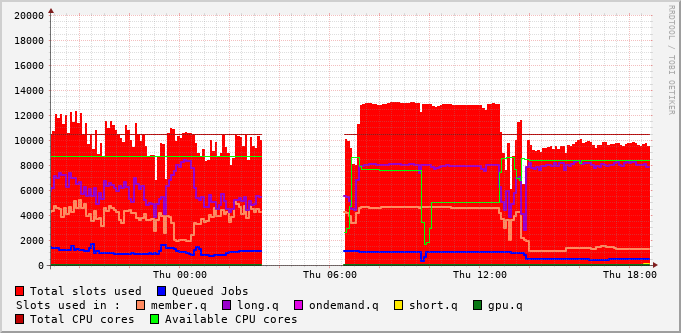 20000
18000
16000
14000
12000
10000
8000
6000
4000
2000
0
Thu 00:00 Thu 06:00 Thu 12:00 Thu 18:00
Total slots used Queued Jobs
Slots used in : member.q long.q ondemand.q short.q gpu.q
Total CPU cores Available CPU cores
RRDTOOL / TOBI OETIKER